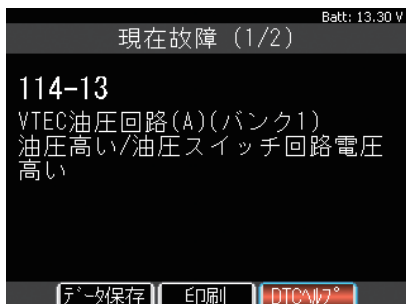 Batt: 13.30 V
現在故障 (1/2)
114-13
VTEC油圧回路(A)(バンク1)
油圧高い/油圧スイッチ回路電圧
高い
ﾃﾞｰﾀ保存 印刷 DTCﾍﾙﾌﾟ